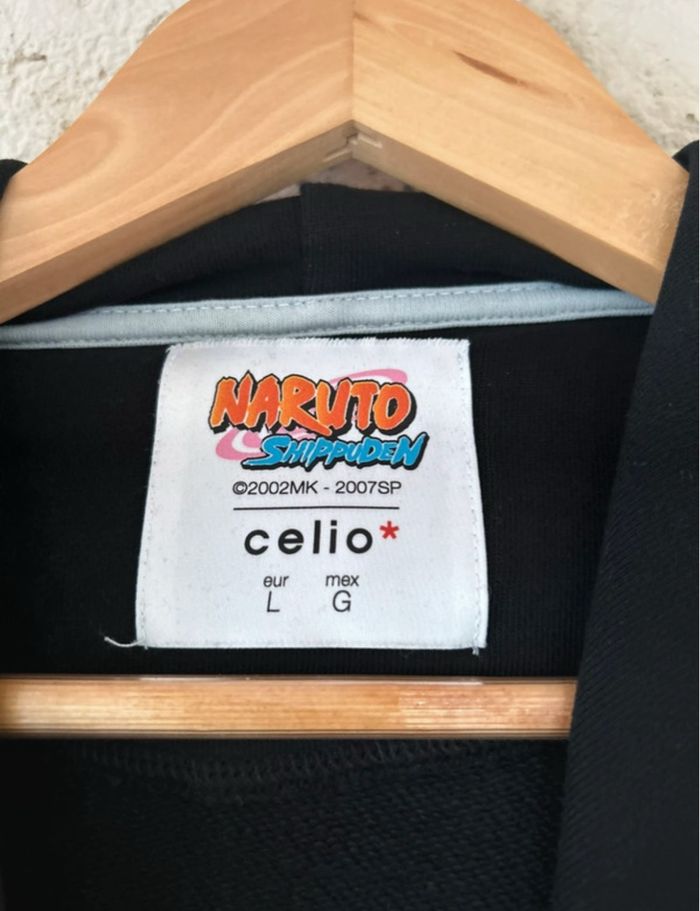 NARUTO
SHIPPUDEN
©2002MK - 2007SP
celio*
eur mex
L G